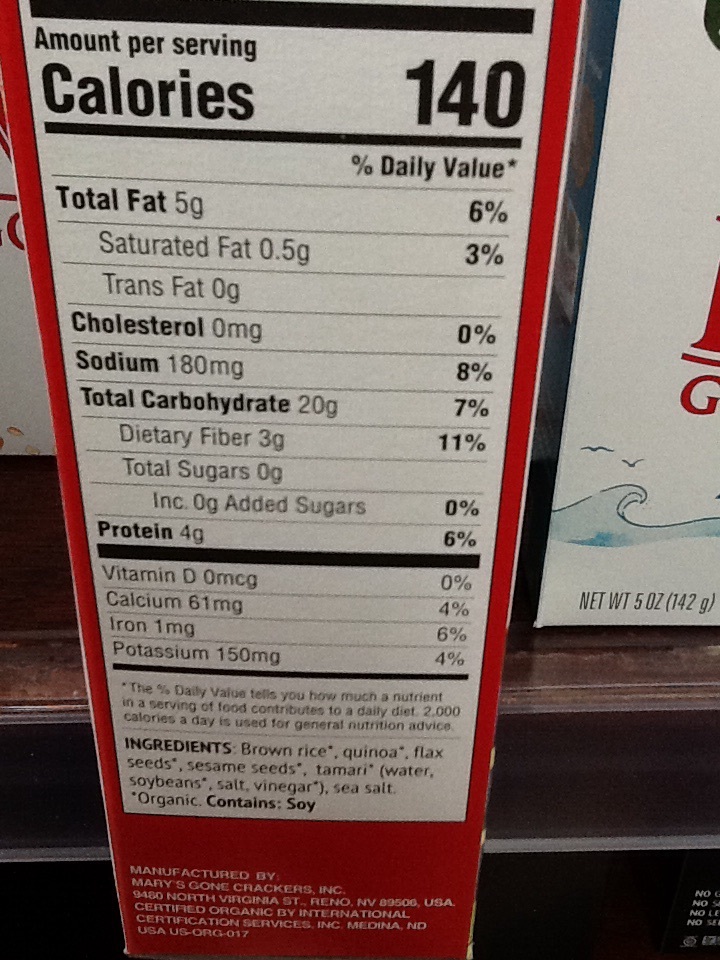 Amount per serving
Calories 140
% Daily Value*
Total Fat 5g 6%
Saturated Fat 0.5g 3%
Trans Fat 0g
Cholesterol 0mg 0%
Sodium 180mg 8%
Total Carbohydrate 20g 7%
Dietary Fiber 3g 11%
Total Sugars 0g
Inc. 0g Added Sugars 0%
Protein 4g 6%
Vitamin D 0mcg 0%
Calcium 61mg 4%
Iron 1mg 6%
Potassium 150mg 4%
*The % Daily Value tells you how much a nutrient
in a serving of food contributes to a daily diet. 2,000
calories a day is used for general nutrition advice.
INGREDIENTS: Brown rice*, quinoa*, flax
seeds*, sesame seeds*, tamari* (water,
soybeans*, salt, vinegar*), sea salt.
*Organic. Contains: Soy
MANUFACTURED BY:
MARY'S GONE CRACKERS, INC.
9460 NORTH VIRGINIA ST., RENO, NV 89506, USA.
CERTIFIED ORGANIC BY INTERNATIONAL
CERTIFICATION SERVICES, INC. MEDINA, ND
USA US-ORG-017
G
NET WT 5 OZ (142 g)
NO
NO
NO
NO